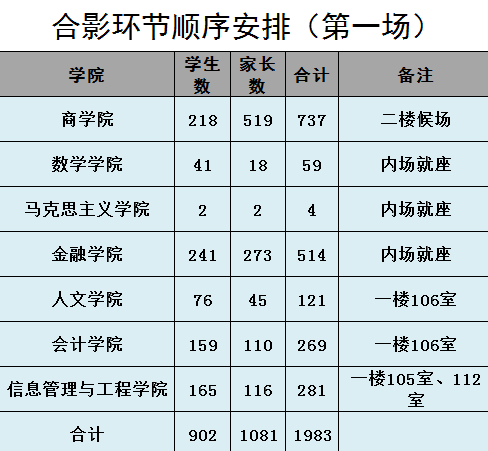 合影环节顺序安排（第一场）
学院 学生数 家长数 合计 备注
商学院 218 519 737 二楼候场
数学学院 41 18 59 内场就座
马克思主义学院 2 2 4 内场就座
金融学院 241 273 514 内场就座
人文学院 76 45 121 一楼106室
会计学院 159 110 269 一楼106室
信息管理与工程学院 165 116 281 一楼105室、112室
合计 902 1081 1983